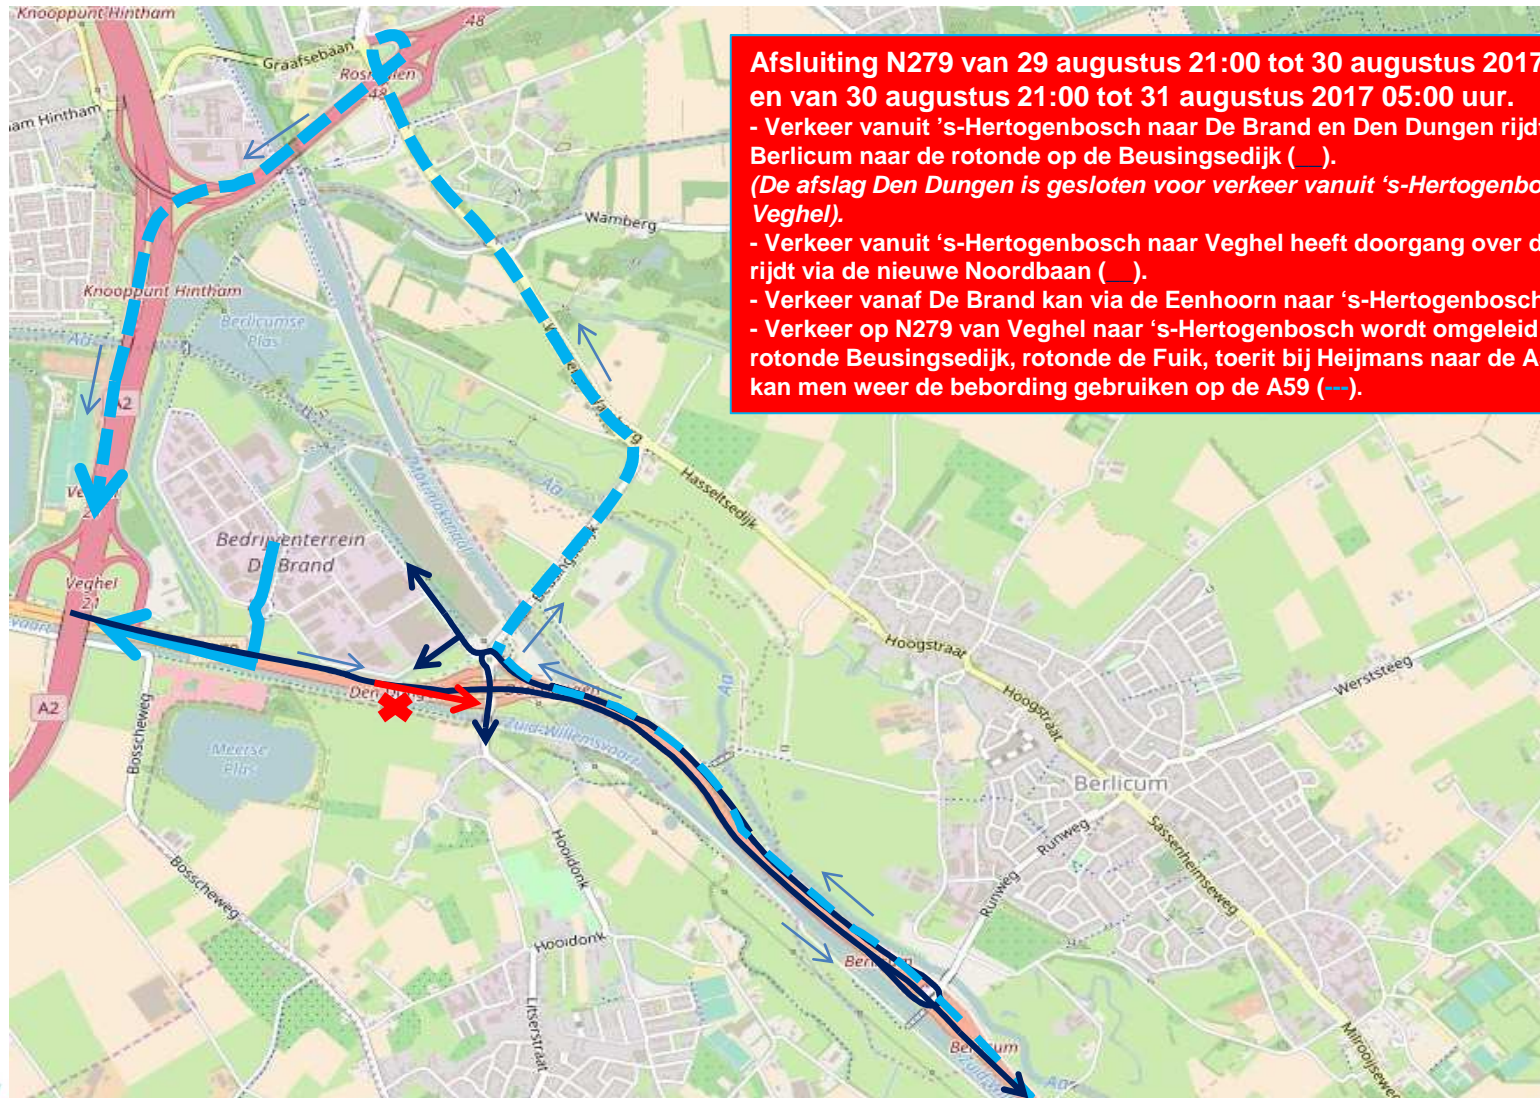 Knooppunt Hintham
48
Graafsebaan
48
am Hintham
Afsluiting N279 van 29 augustus 21:00 tot 30 augustus 2017
en van 30 augustus 21:00 tot 31 augustus 2017 05:00 uur.
- Verkeer vanuit ’s-Hertogenbosch naar De Brand en Den Dungen rijdt
Berlicum naar de rotonde op de Beusingsedijk (__).
(De afslag Den Dungen is gesloten voor verkeer vanuit ‘s-Hertogenbo
Veghel).
- Verkeer vanuit ‘s-Hertogenbosch naar Veghel heeft doorgang over d
rijdt via de nieuwe Noordbaan (__).
- Verkeer vanaf De Brand kan via de Eenhoorn naar ‘s-Hertogenbosch
- Verkeer op N279 van Veghel naar ‘s-Hertogenbosch wordt omgeleid
rotonde Beusingsedijk, rotonde de Fuik, toerit bij Heijmans naar de A
kan men weer de bebording gebruiken op de A59 (---).
Wamberg
Knooppunt Hintham
Berlicumse
Plas
Aa
A2
Maximakanaal
Aa
Hasseltsedijk
Bedrijventerrein
De Brand
Veghel
21
vaart
Hoogstraat
Werststeeg
Hoogstraat
Aa
A2
Bosscheweg
Zuid-Willemsvaart
Meerse
Plas
Berlicum
Hooidonk
Runweg
Sassenheimseweg
Bosscheweg
Runweg
Hooidonk
Berlicum
Litserstraat
Milrooijseweg
Berlicum
Aa